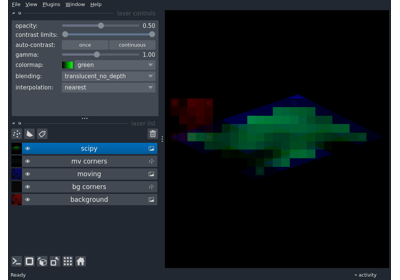 File View Plugins Window Help
layer controls
opacity: 0.50
contrast limits:
auto-contrast: once continuous
gamma: 1.00
colormap: green
blending: translucent_no_depth
interpolation: nearest
layer list
scipy
mv corners
moving
bg corners
background
Ready
activity